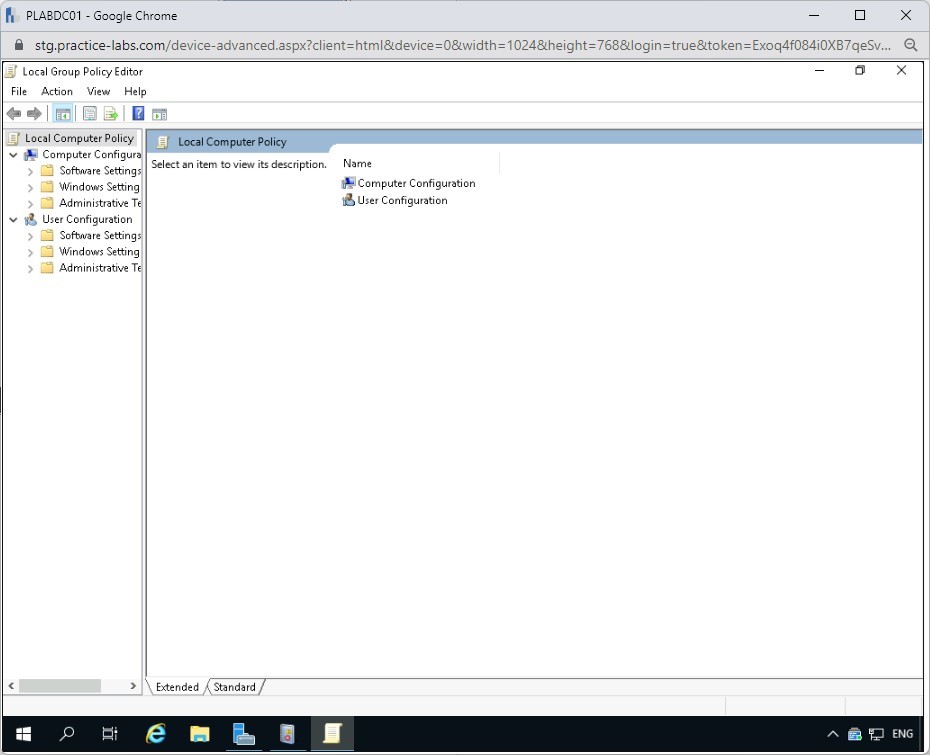 PLABDC01 - Google Chrome
stg.practice-labs.com/device-advanced.aspx?client=html&device=0&width=1024&height=768&login=true&token=Exoq4f084i0XB7qeSv...
Local Group Policy Editor
File Action View Help
Local Computer Policy
Computer Configura
Software Settings
Windows Setting
Administrative Te
User Configuration
Software Settings
Windows Setting
Administrative Te
Local Computer Policy
Select an item to view its description.
Name
Computer Configuration
User Configuration
Extended Standard
ENG